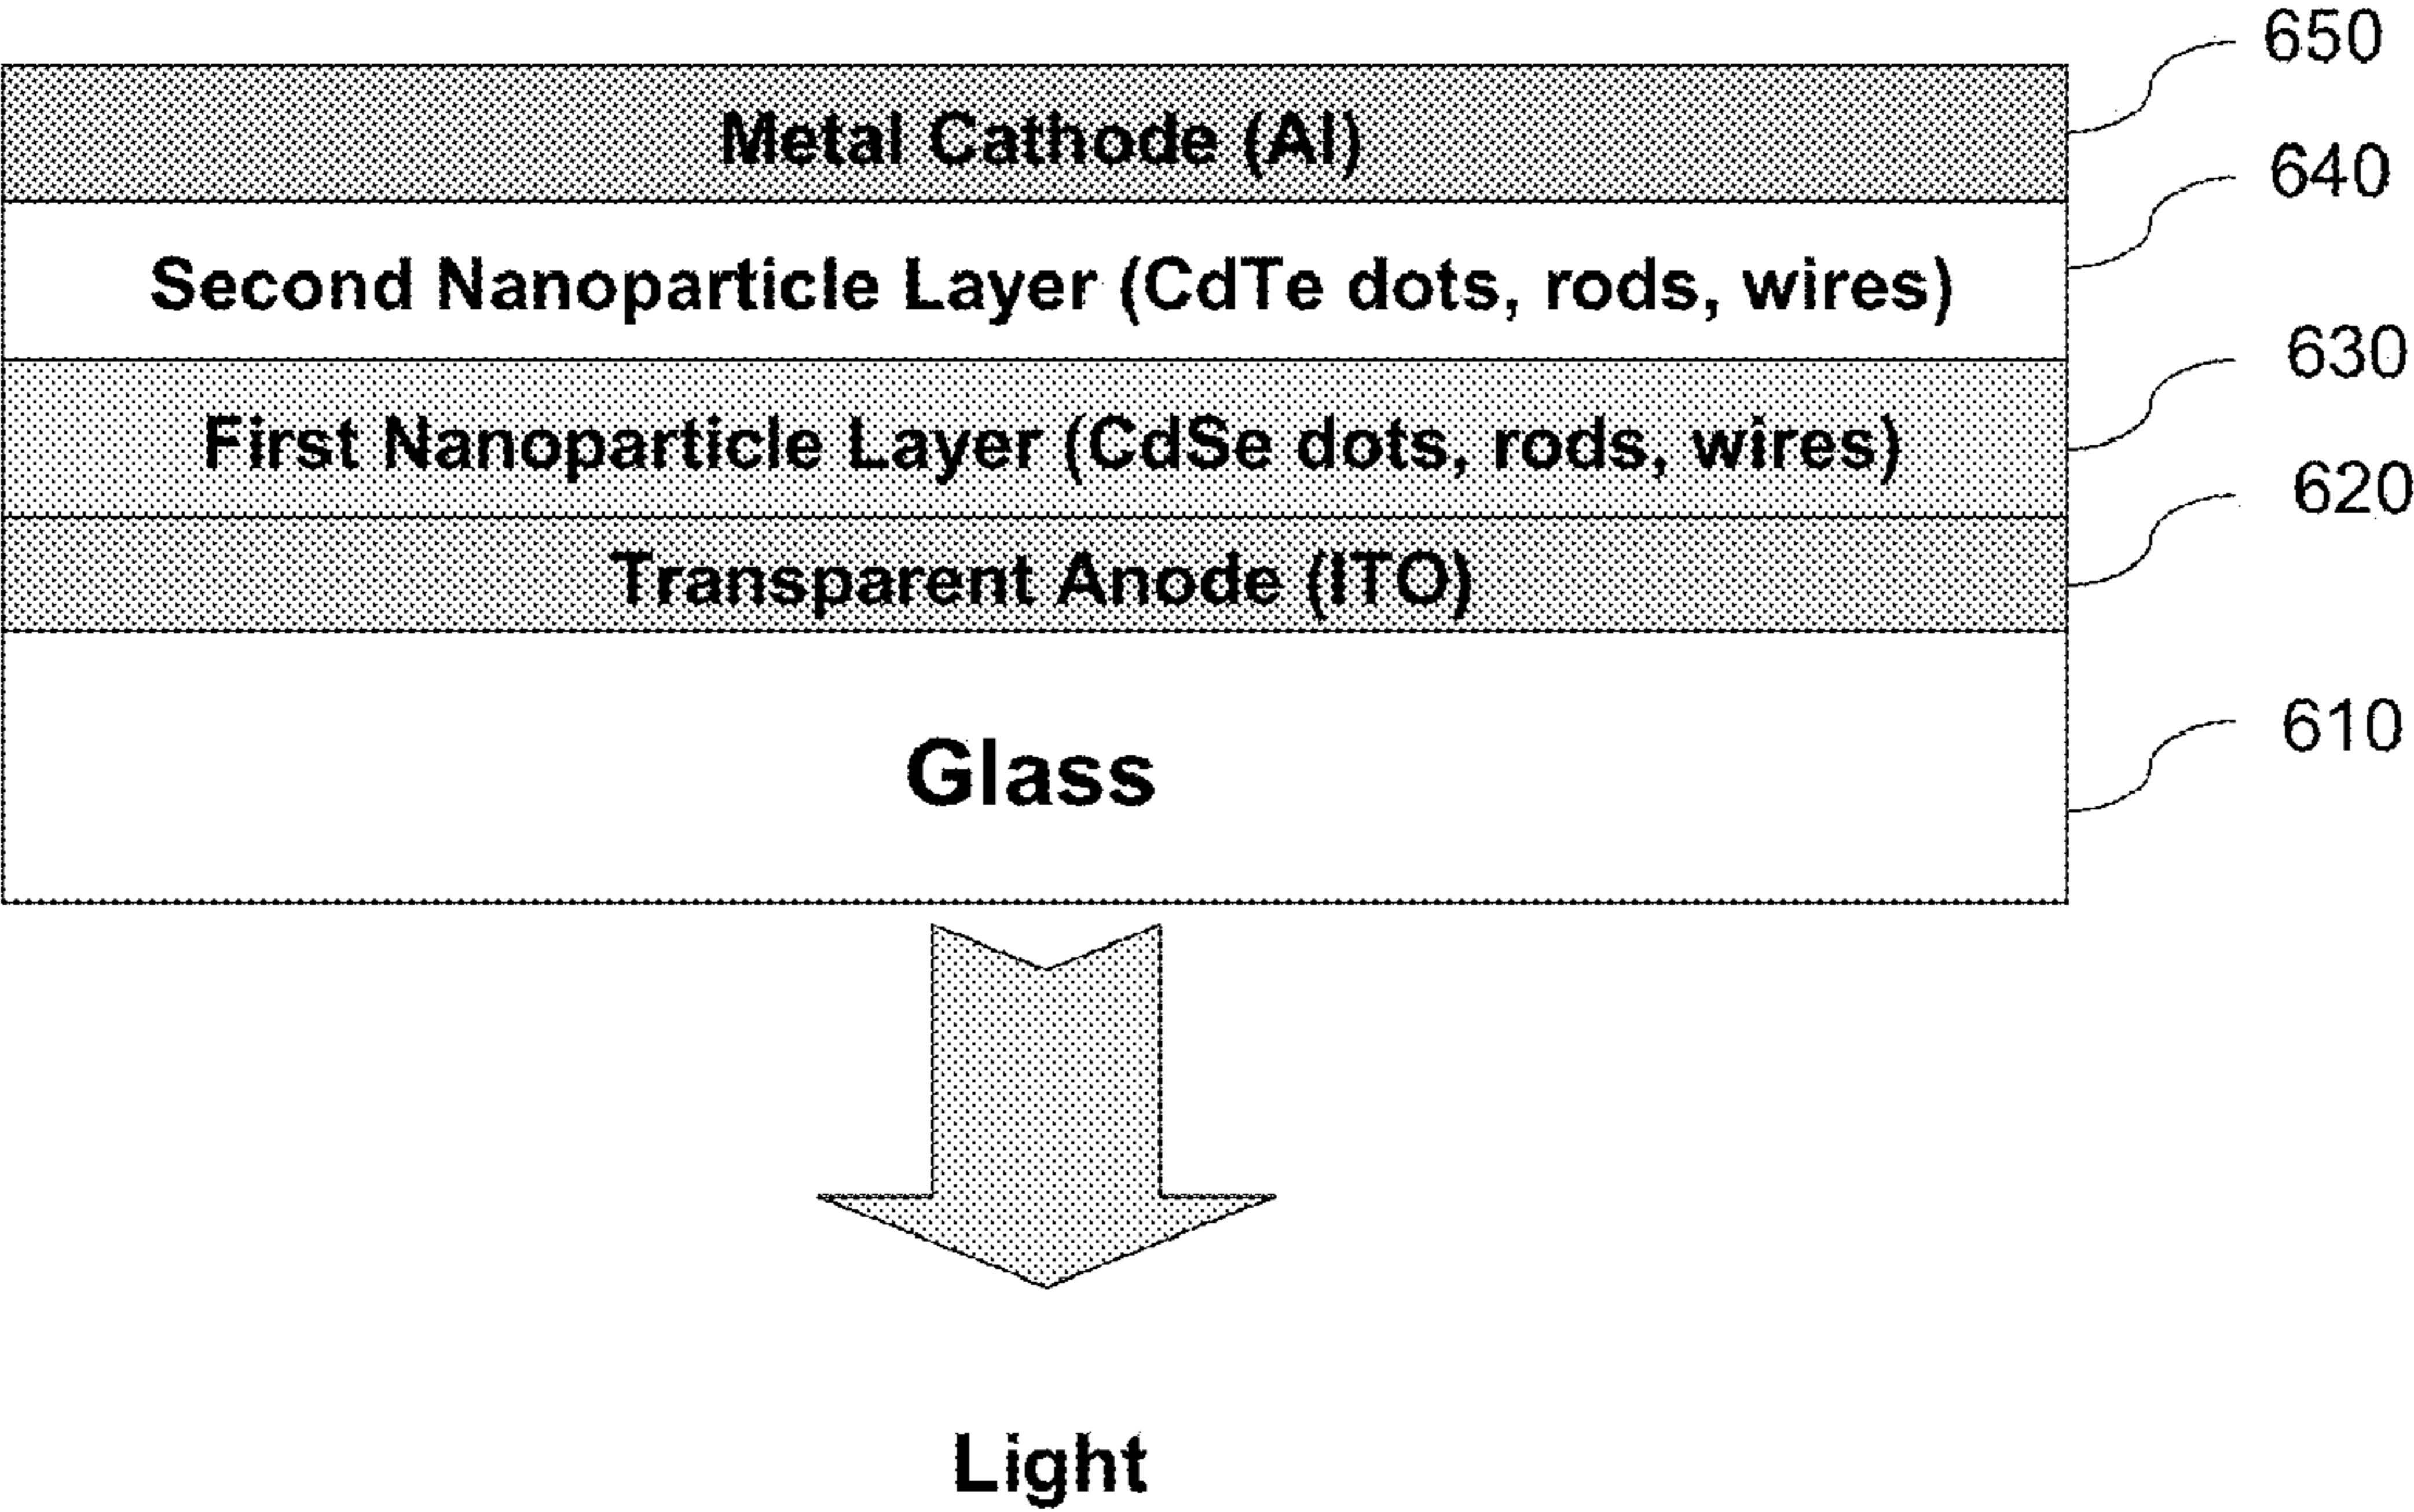 650
Metal Cathode (Al)
640
Second Nanoparticle Layer (CdTe dots, rods, wires)
630
First Nanoparticle Layer (CdSe dots, rods, wires)
620
Transparent Anode (ITO)
610
Glass
Light